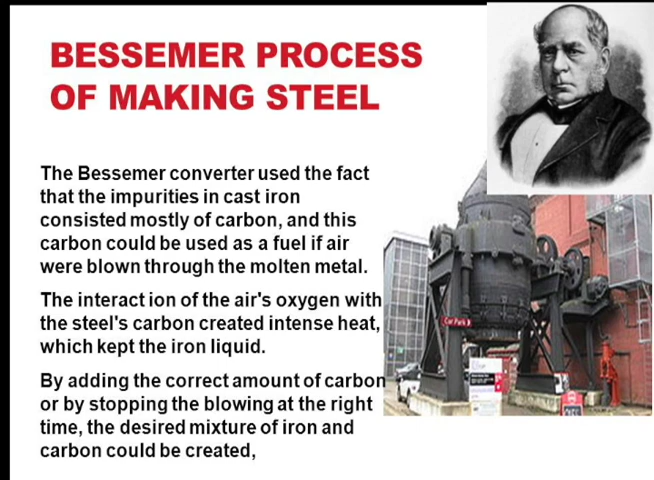 BESSEMER PROCESS
OF MAKING STEEL
The Bessemer converter used the fact
that the impurities in cast iron
consisted mostly of carbon, and this
carbon could be used as a fuel if air
were blown through the molten metal.
The interact ion of the air's oxygen with
the steel's carbon created intense heat,
which kept the iron liquid.
By adding the correct amount of carbon
or by stopping the blowing at the right
time, the desired mixture of iron and
carbon could be created,
Car Park